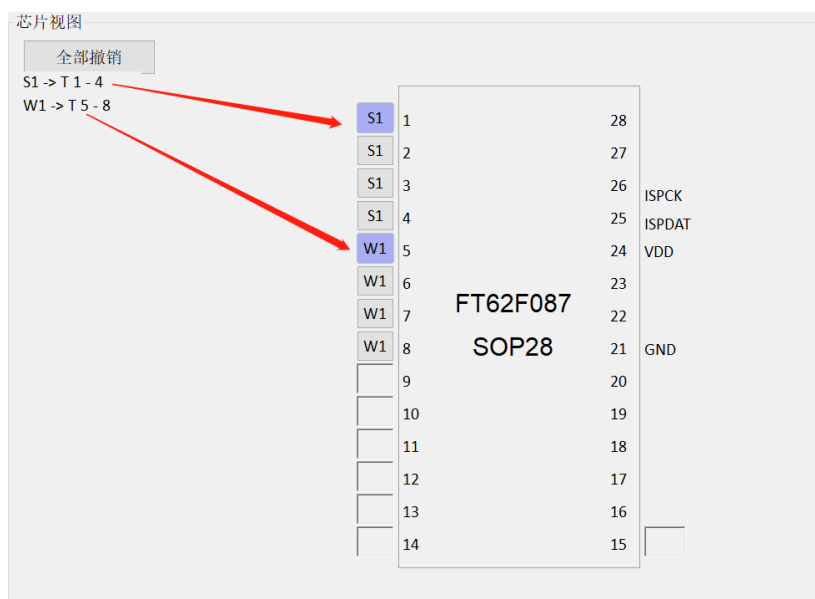 芯片视图
全部撤销
S1 -> T 1 - 4
W1 -> T 5 - 8
S1 1 28
S1 2 27
S1 3 26 ISPCK
S1 4 25 ISPDAT
W1 5 24 VDD
W1 6 23
W1 7 22
W1 8 21 GND
FT62F087
SOP28
9 20
10 19
11 18
12 17
13 16
14 15